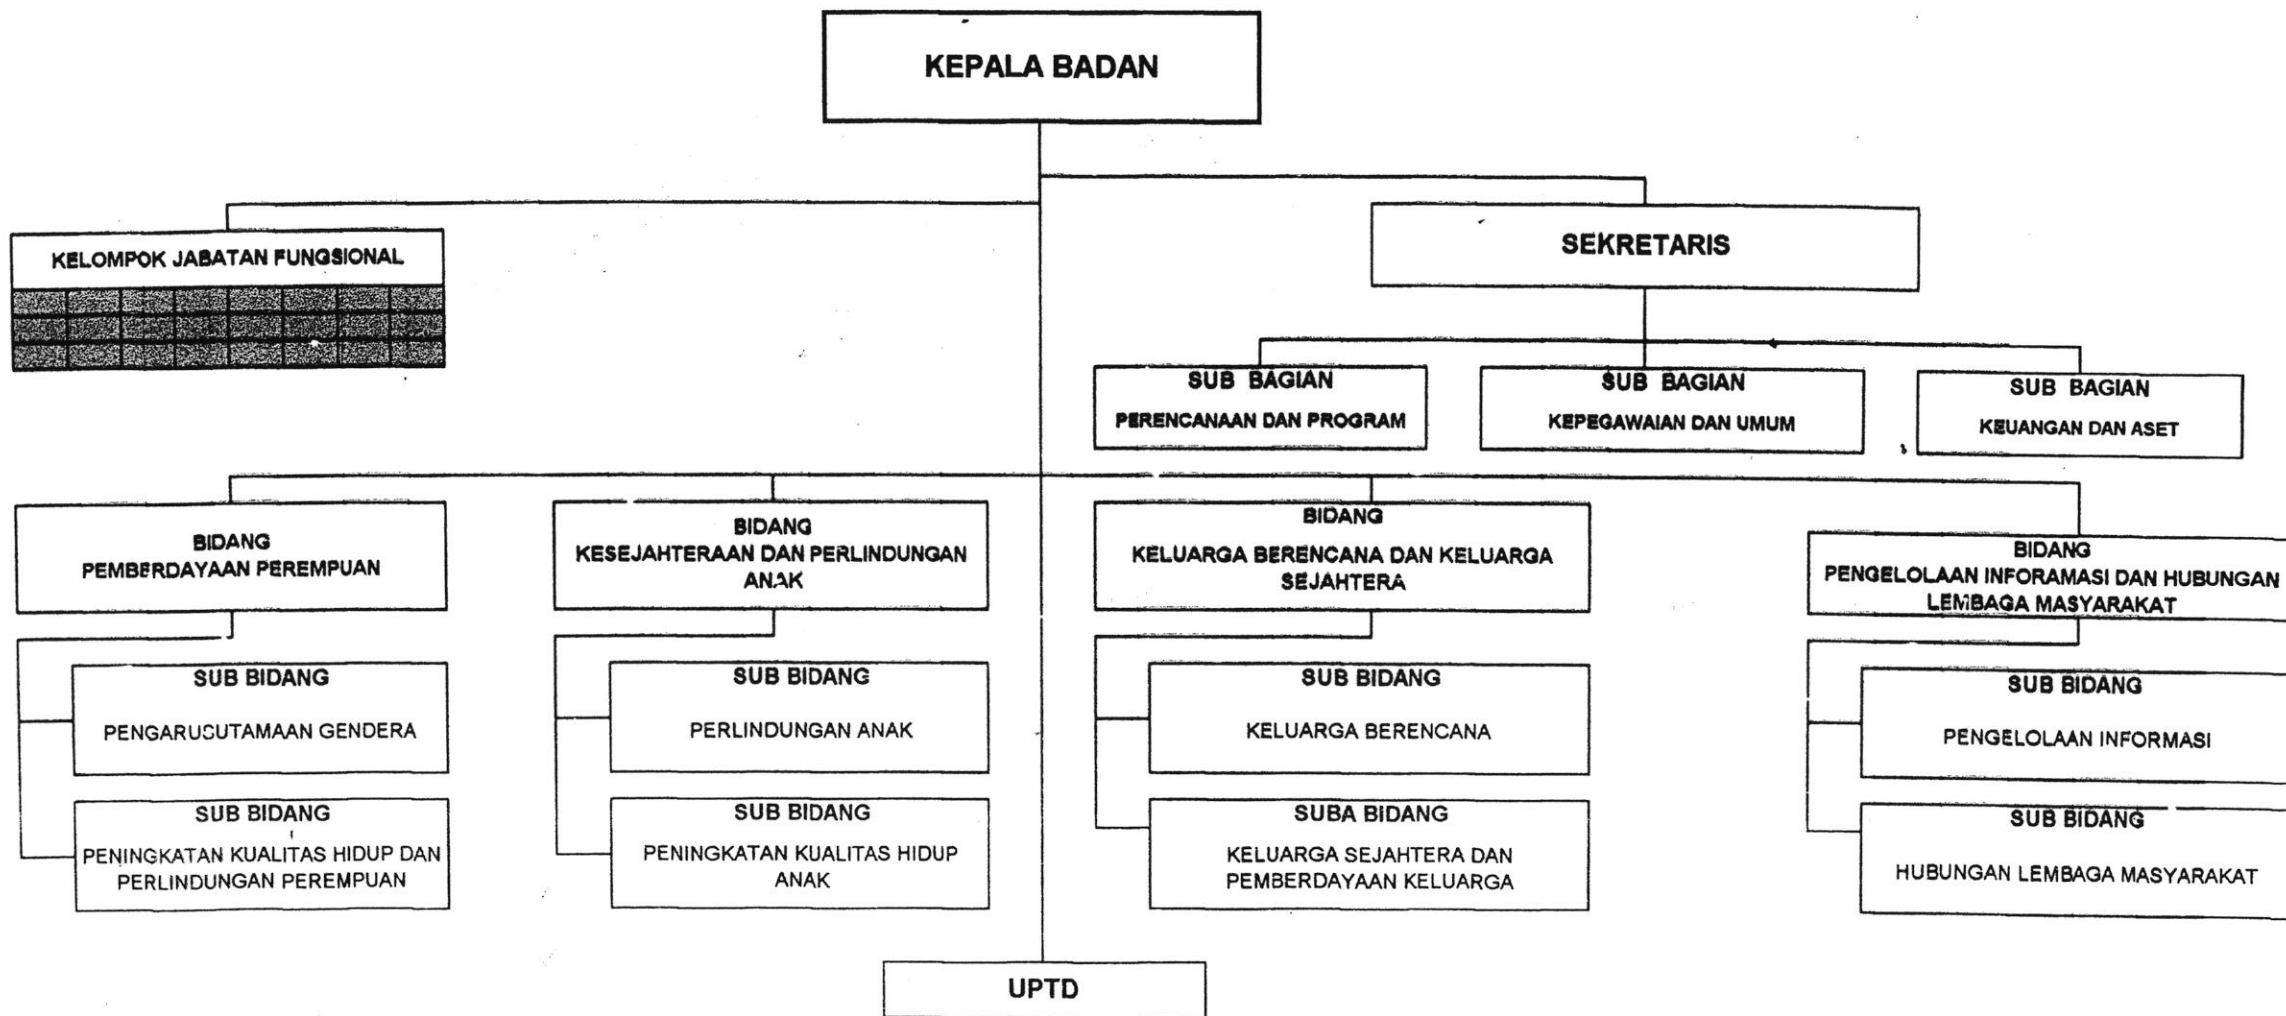 KEPALA BADAN
KELOMPOK JABATAN FUNGSIONAL
SEKRETARIS
SUB BAGIAN
PERENCANAAN DAN PROGRAM
SUB BAGIAN
KEPEGAWAIAN DAN UMUM
SUB BAGIAN
KEUANGAN DAN ASET
BIDANG
PEMBERDAYAAN PEREMPUAN
BIDANG
KESEJAHTERAAN DAN PERLINDUNGAN
ANAK
BIDANG
KELUARGA BERENCANA DAN KELUARGA
SEJAHTERA
BIDANG
PENGELOLAAN INFORAMASI DAN HUBUNGAN
LEMBAGA MASYARAKAT
SUB BIDANG
PENGARUSUTAMAAN GENDERA
SUB BIDANG
PERLINDUNGAN ANAK
SUB BIDANG
KELUARGA BERENCANA
SUB BIDANG
PENGELOLAAN INFORMASI
SUB BIDANG
PENINGKATAN KUALITAS HIDUP DAN
PERLINDUNGAN PEREMPUAN
SUB BIDANG
PENINGKATAN KUALITAS HIDUP
ANAK
SUBA BIDANG
KELUARGA SEJAHTERA DAN
PEMBERDAYAAN KELUARGA
SUB BIDANG
HUBUNGAN LEMBAGA MASYARAKAT
UPTD